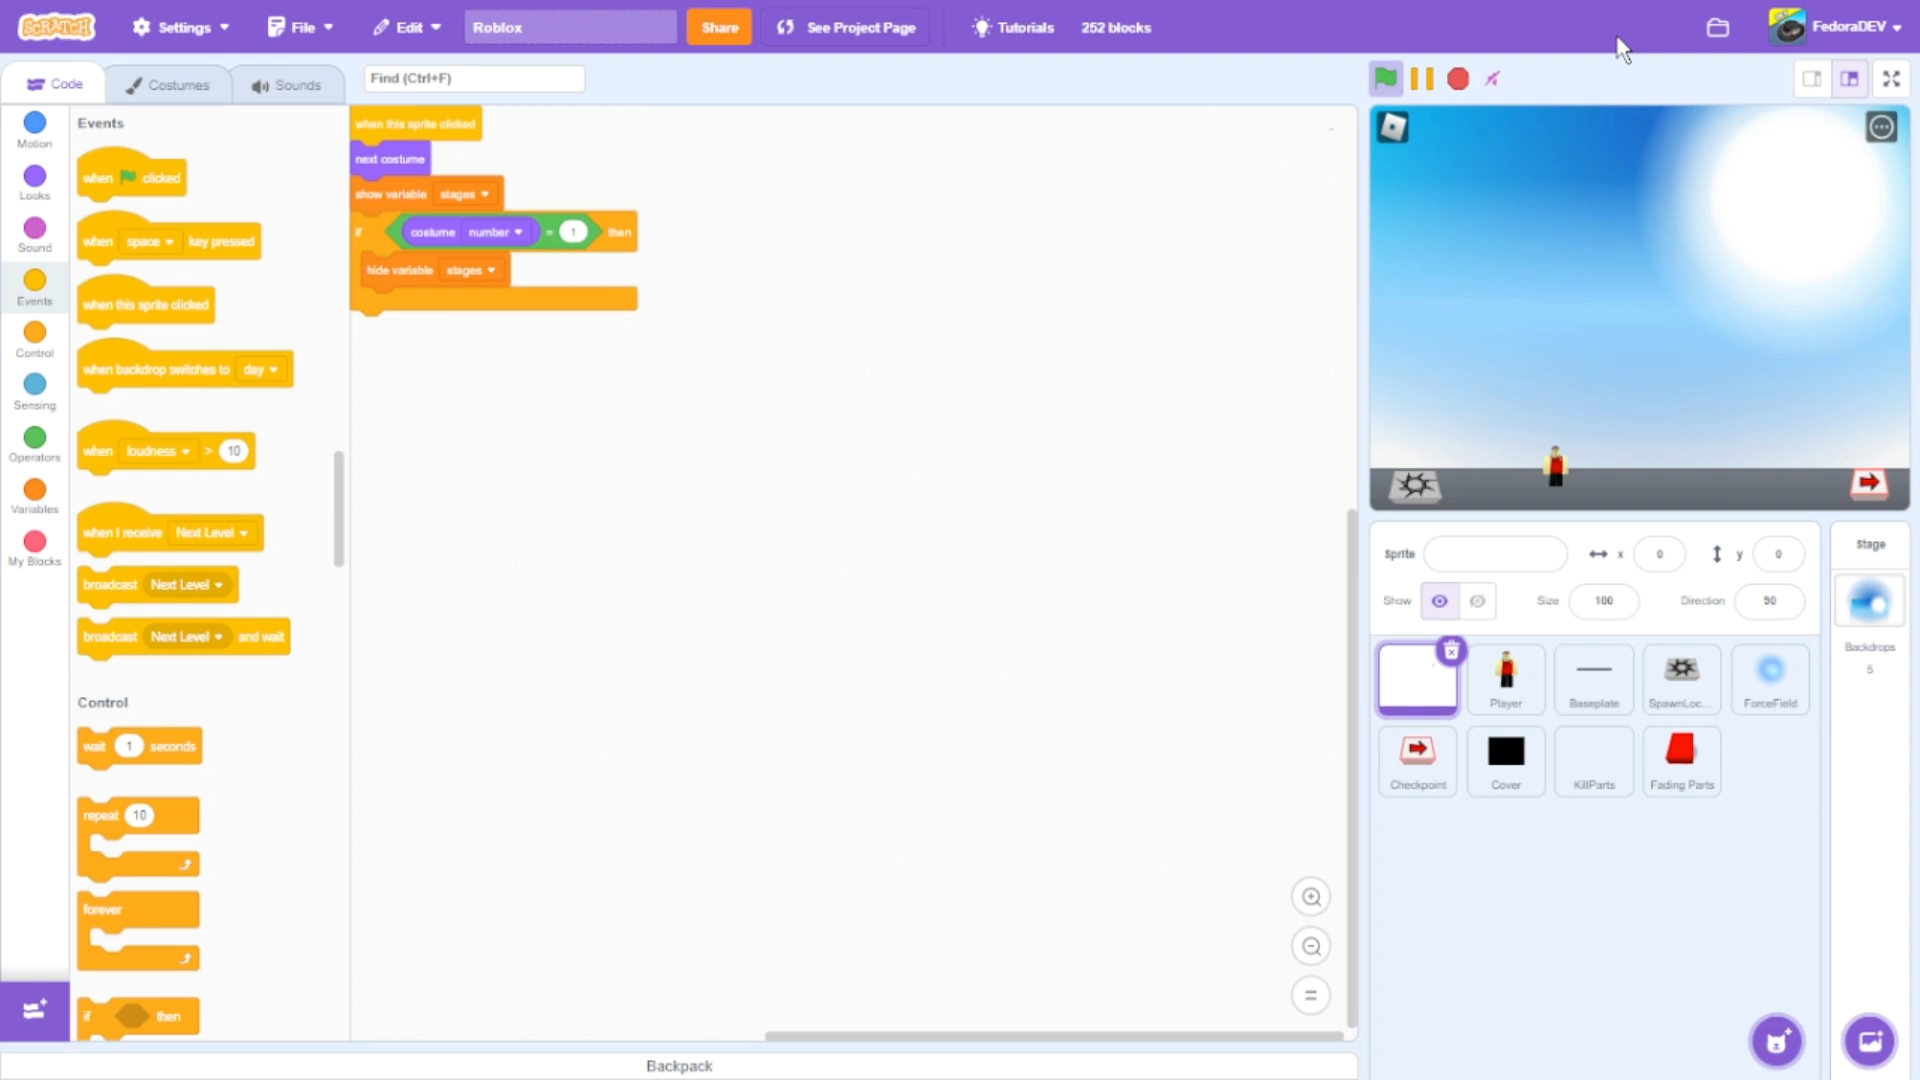 SCRATCH
Settings
File
Edit
Roblox
Share
See Project Page
Tutorials
252 blocks
FedoraDEV
Code
Costumes
Sounds
Find (Ctrl+F)
Motion
Looks
Sound
Events
Control
Sensing
Operators
Variables
My Blocks
Events
when clicked
when space key pressed
when this sprite clicked
when backdrop switches to day
when loudness > 10
when I receive Next Level
broadcast Next Level
broadcast Next Level and wait
Control
wait 1 seconds
repeat 10
forever
if then
when this sprite clicked
next costume
show variable stages
if costume number = 1 then
hide variable stages
Backpack
Sprite
x 0
y 0
Show
Size 100
Direction 90
Player
Baseplate
SpawnLoc...
ForceField
Checkpoint
Cover
KillParts
Fading Parts
Stage
Backdrops
5